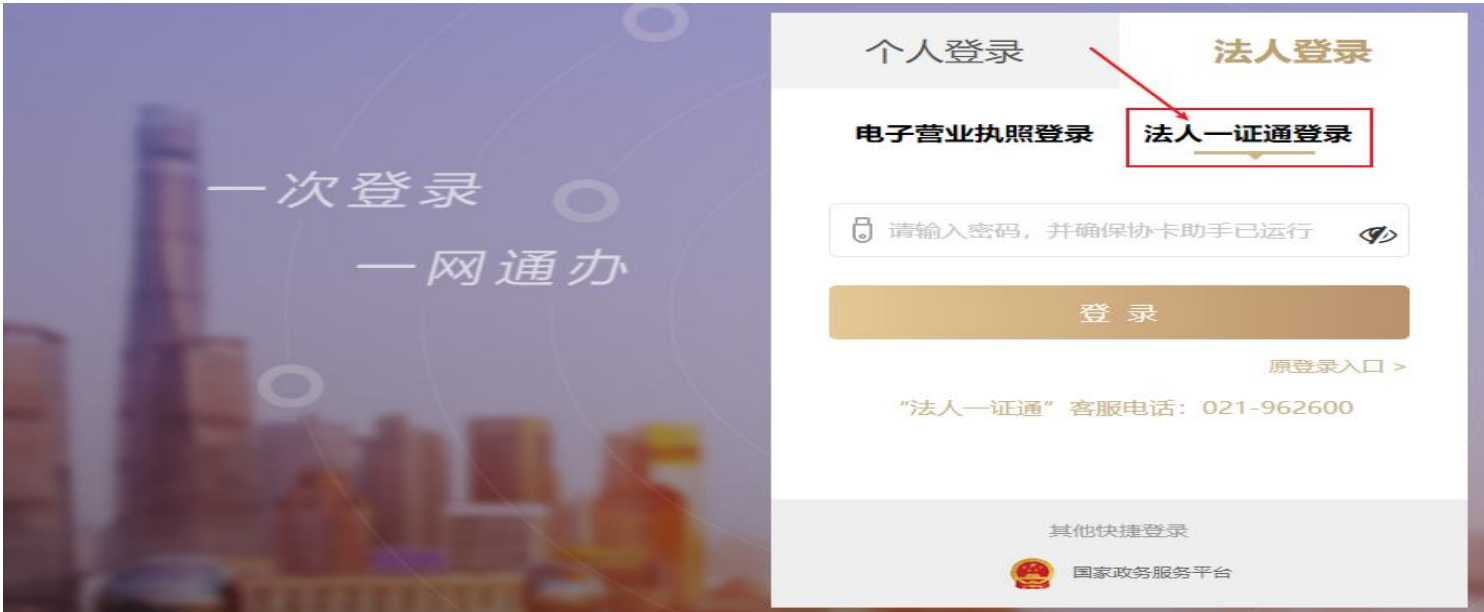 一次登录
一网通办
个人登录
法人登录
电子营业执照登录
法人一证通登录
请输入密码，并确保协卡助手已运行
登 录
原登录入口 >
“法人一证通”客服电话：021-962600
其他快捷登录
国家政务服务平台